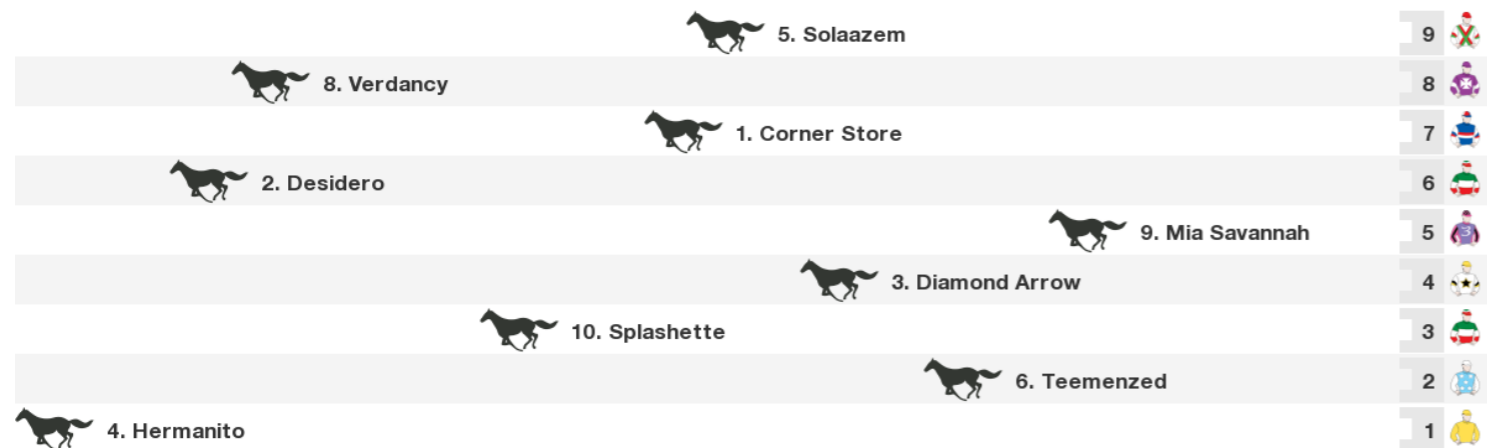 5. Solaazem 9
8. Verdancy 8
1. Corner Store 7
2. Desidero 6
9. Mia Savannah 5
3. Diamond Arrow 4
10. Splashette 3
6. Teemenzed 2
4. Hermanito 1